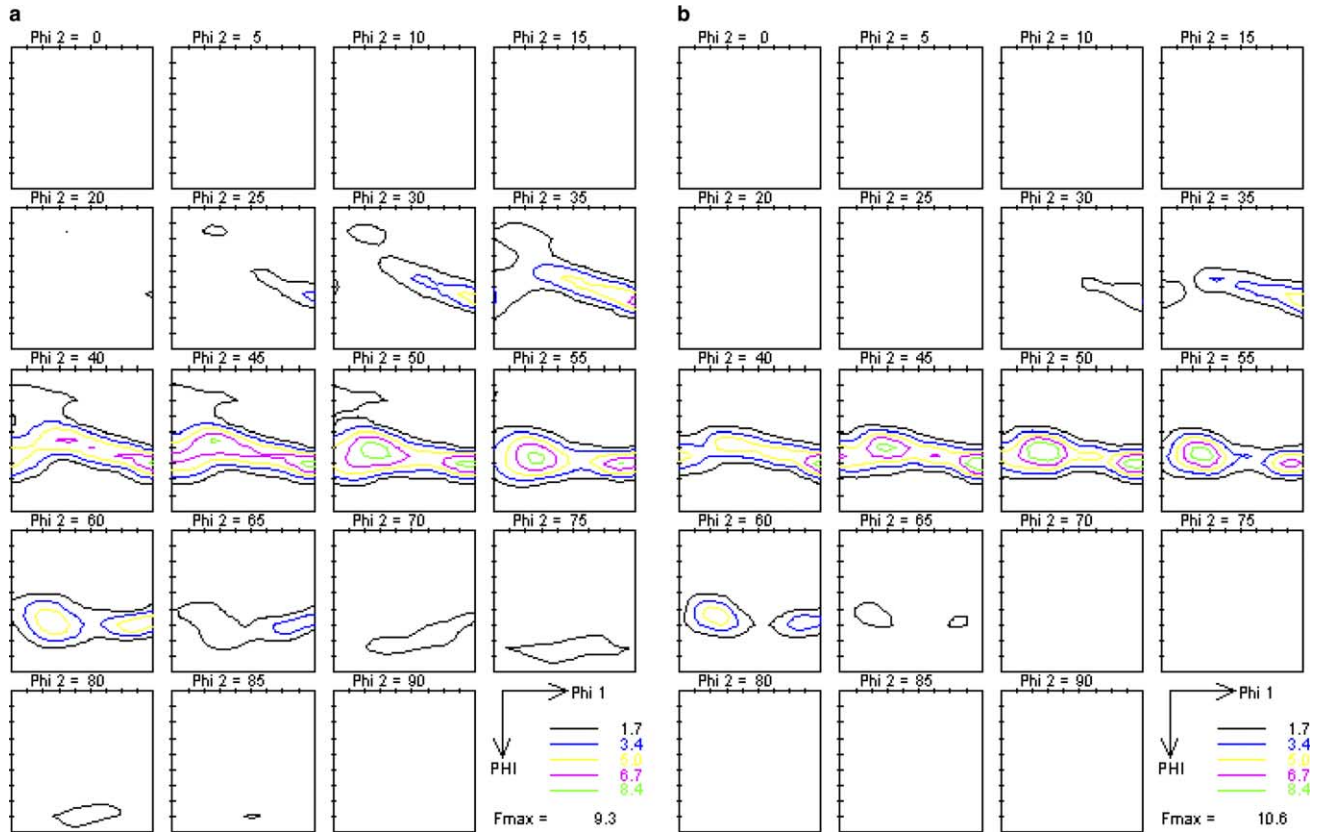 a
b
Phi 2 = 0
Phi 2 = 5
Phi 2 = 10
Phi 2 = 15
Phi 2 = 0
Phi 2 = 5
Phi 2 = 10
Phi 2 = 15
Phi 2 = 20
Phi 2 = 25
Phi 2 = 30
Phi 2 = 35
Phi 2 = 20
Phi 2 = 25
Phi 2 = 30
Phi 2 = 35
Phi 2 = 40
Phi 2 = 45
Phi 2 = 50
Phi 2 = 55
Phi 2 = 40
Phi 2 = 45
Phi 2 = 50
Phi 2 = 55
Phi 2 = 60
Phi 2 = 65
Phi 2 = 70
Phi 2 = 75
Phi 2 = 60
Phi 2 = 65
Phi 2 = 70
Phi 2 = 75
Phi 2 = 80
Phi 2 = 85
Phi 2 = 90
Phi 1
PHI
1.7
3.4
5.0
6.7
8.4
Fmax = 9.3
Phi 2 = 80
Phi 2 = 85
Phi 2 = 90
Phi 1
PHI
1.7
3.4
5.0
6.7
8.4
Fmax = 10.6